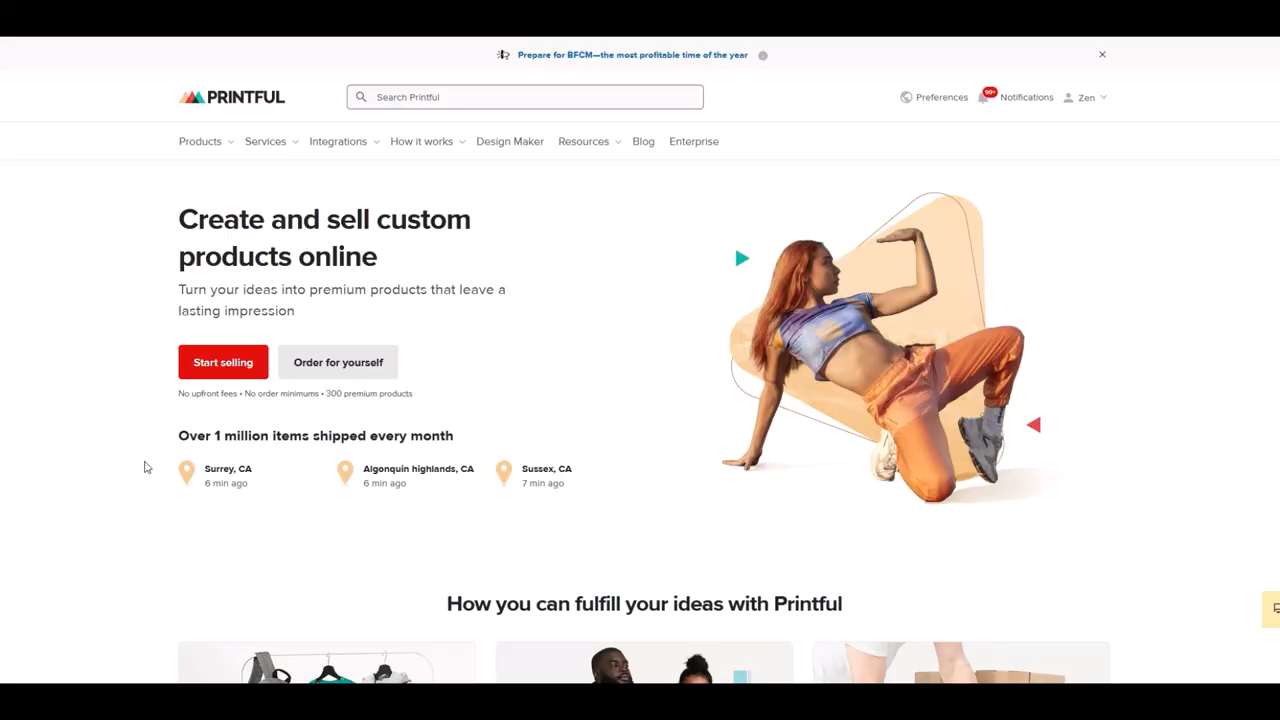 Prepare for BFCM—the most profitable time of the year
PRINTFUL
Search Printful
Preferences
99+
Notifications
Zen
Products
Services
Integrations
How it works
Design Maker
Resources
Blog
Enterprise
Create and sell custom
products online
Turn your ideas into premium products that leave a
lasting impression
Start selling
Order for yourself
No upfront fees • No order minimums • 300 premium products
Over 1 million items shipped every month
Surrey, CA
6 min ago
Algonquin highlands, CA
6 min ago
Sussex, CA
7 min ago
How you can fulfill your ideas with Printful